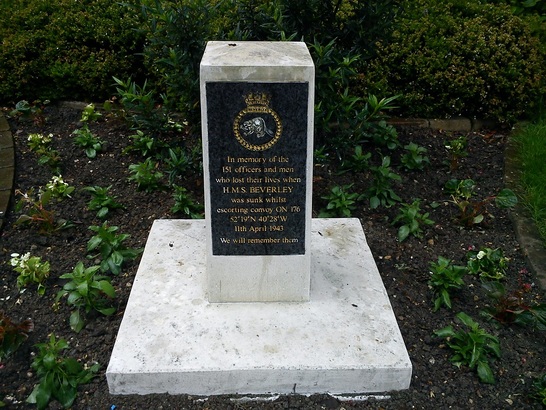 BEVERLEY
In memory of the
151 officers and men
who lost their lives when
H.M.S. BEVERLEY
was sunk whilst
escorting convoy ON 176
52°19'N 40°28'W
11th April 1943
We will remember them